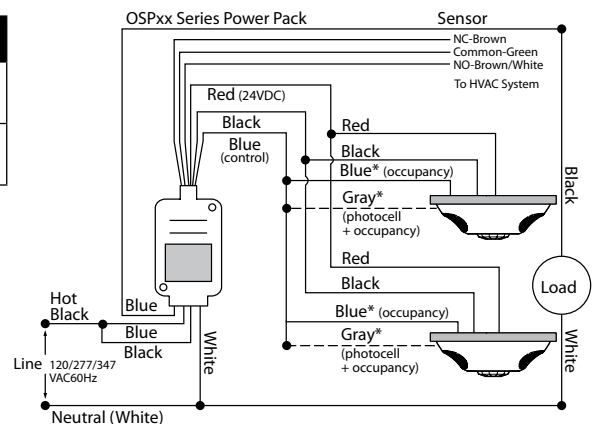 OSPxx Series Power Pack
Sensor
NC-Brown
Common-Green
NO-Brown/White
To HVAC System
Red (24VDC)
Black
Blue
(control)
Red
Black
Blue* (occupancy)
Gray*
(photocell
+ occupancy)
Black
Red
Black
Blue* (occupancy)
Gray*
(photocell
+ occupancy)
Load
White
Hot
Black
Blue
Blue
Black
White
Line 120/277/347
VAC60Hz
Neutral (White)